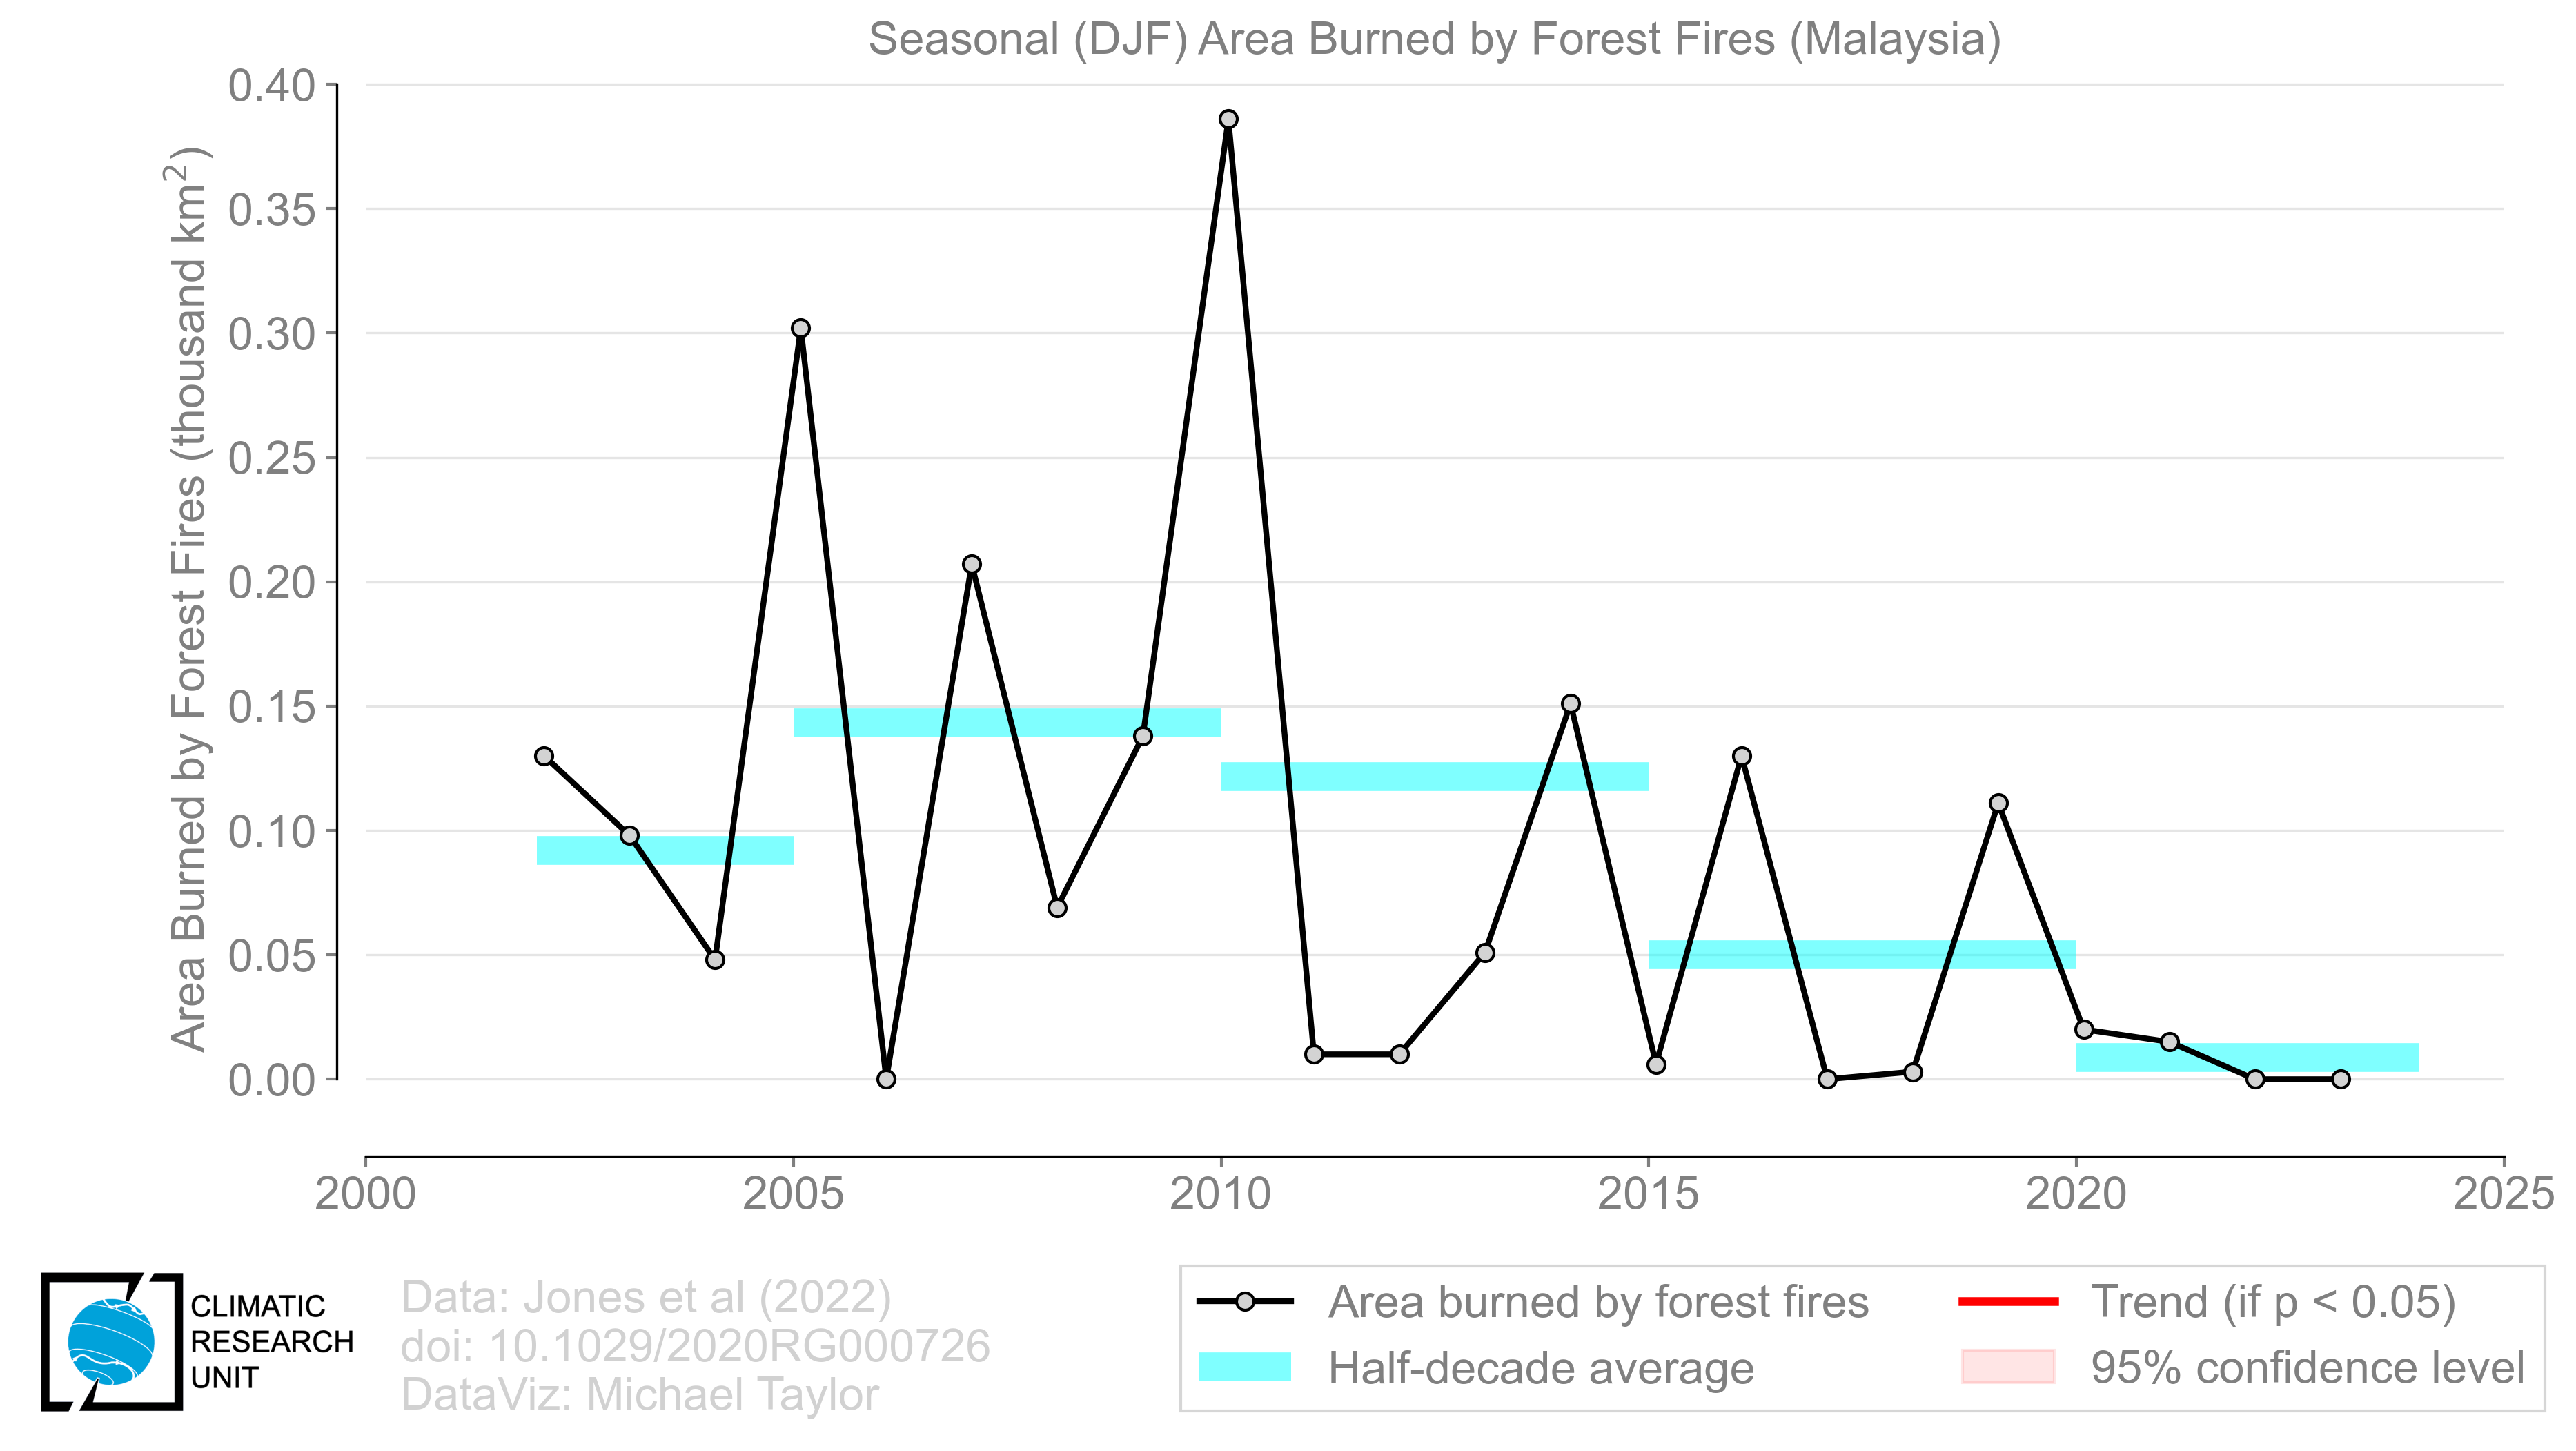 Seasonal (DJF) Area Burned by Forest Fires (Malaysia)
Area Burned by Forest Fires (thousand km²)
0.40
0.35
0.30
0.25
0.20
0.15
0.10
0.05
0.00
2000 2005 2010 2015 2020 2025
CLIMATIC
RESEARCH
UNIT
Data: Jones et al (2022)
doi: 10.1029/2020RG000726
DataViz: Michael Taylor
Area burned by forest fires
Half-decade average
Trend (if p < 0.05)
95% confidence level